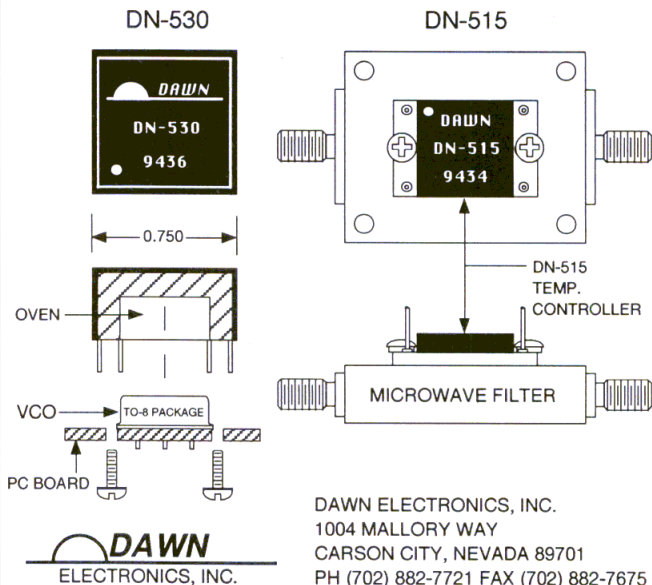 DN-530
DAWN
DN-530
9436
0.750
OVEN
VCO
TO-8 PACKAGE
PC BOARD
DAWN
ELECTRONICS, INC.
DN-515
DAWN
DN-515
9434
DN-515
TEMP.
CONTROLLER
MICROWAVE FILTER
DAWN ELECTRONICS, INC.
1004 MALLORY WAY
CARSON CITY, NEVADA 89701
PH (702) 882-7721 FAX (702) 882-7675